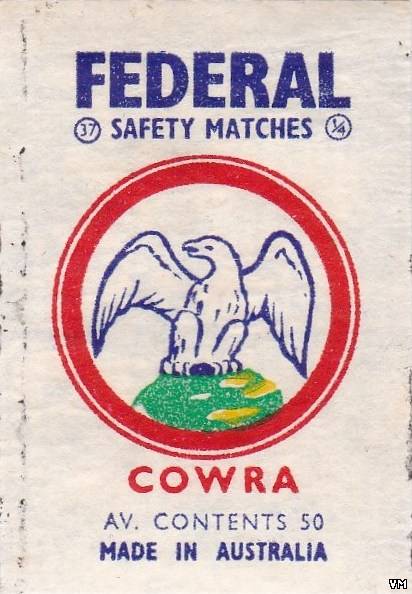 FEDERAL
37 SAFETY MATCHES 1/4
COWRA
AV. CONTENTS 50
MADE IN AUSTRALIA
VM